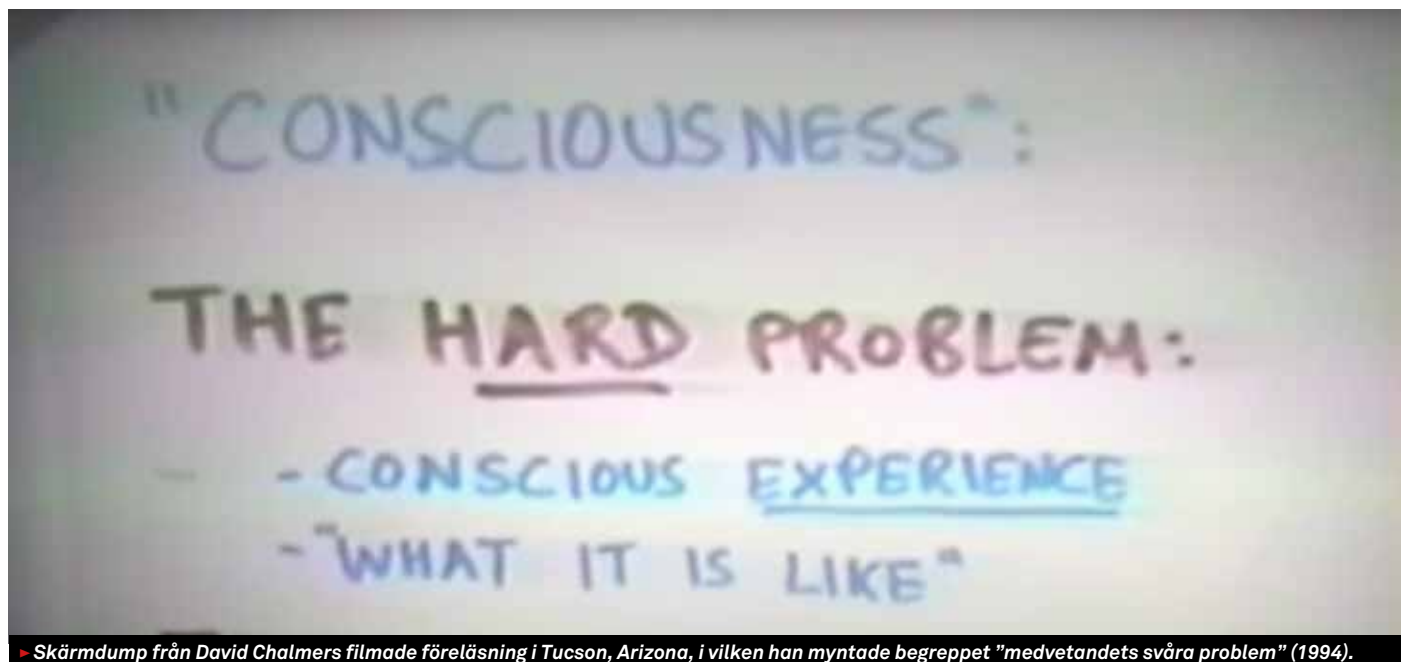 "CONSCIOUSNESS":
THE HARD PROBLEM:
- CONSCIOUS EXPERIENCE
- "WHAT IT IS LIKE"
►Skärmdump från David Chalmers filmade föreläsning i Tucson, Arizona, i vilken han myntade begreppet ”medvetandets svåra problem” (1994).